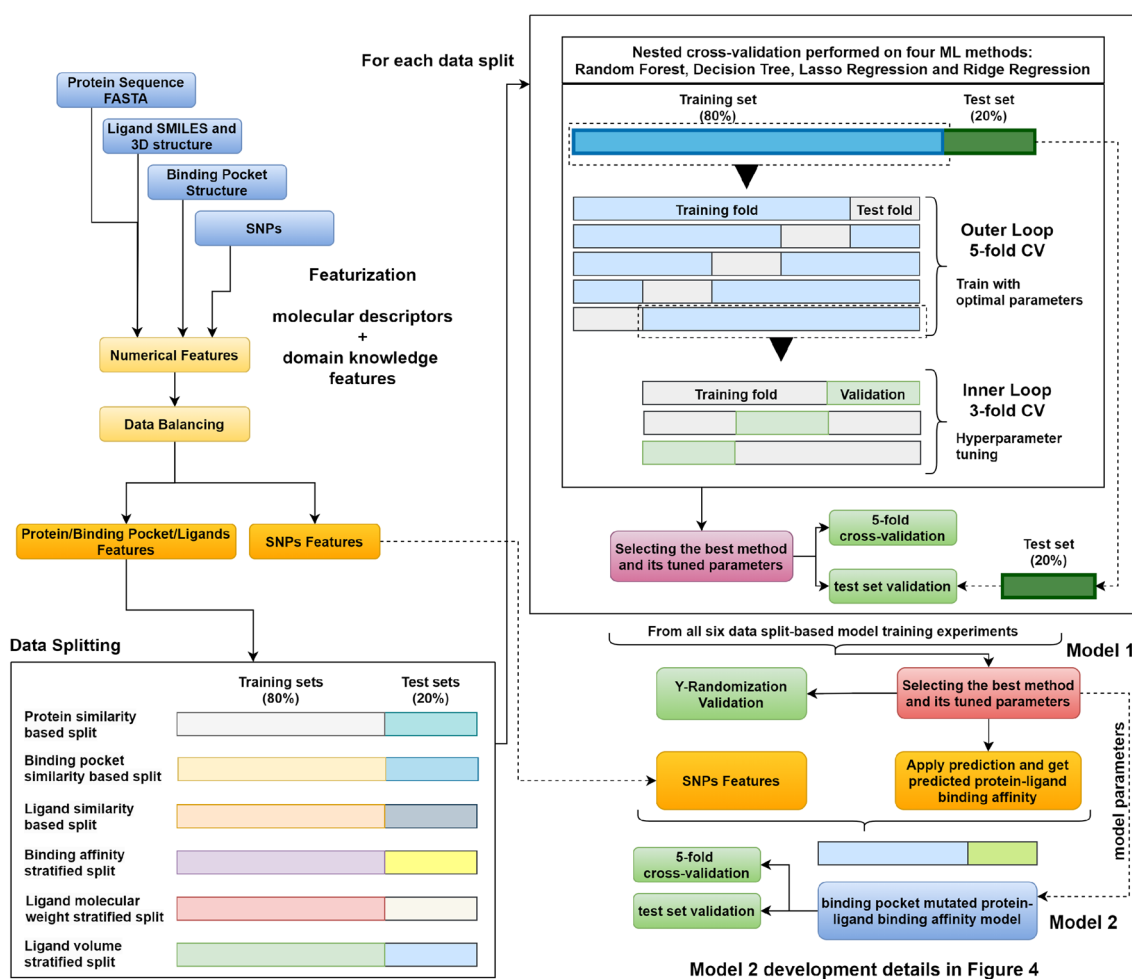 Protein Sequence
FASTA
Ligand SMILES and
3D structure
Binding Pocket
Structure
SNPs
Featurization
molecular descriptors
+
domain knowledge
features
Numerical Features
Data Balancing
Protein/Binding Pocket/Ligands
Features
SNPs Features
Data Splitting
Training sets
(80%)
Test sets
(20%)
Protein similarity
based split
Binding pocket
similarity based split
Ligand similarity
based split
Binding affinity
stratified split
Ligand molecular
weight stratified split
Ligand volume
stratified split
For each data split
Nested cross-validation performed on four ML methods:
Random Forest, Decision Tree, Lasso Regression and Ridge Regression
Training set
(80%)
Test set
(20%)
Training fold
Test fold
Outer Loop
5-fold CV
Train with
optimal parameters
Training fold
Validation
Inner Loop
3-fold CV
Hyperparameter
tuning
Selecting the best method
and its tuned parameters
5-fold
cross-validation
test set validation
Test set
(20%)
From all six data split-based model training experiments
Model 1
Y-Randomization
Validation
Selecting the best method
and its tuned parameters
SNPs Features
Apply prediction and get
predicted protein-ligand
binding affinity
model parameters
5-fold
cross-validation
test set validation
binding pocket mutated protein-
ligand binding affinity model
Model 2
Model 2 development details in Figure 4